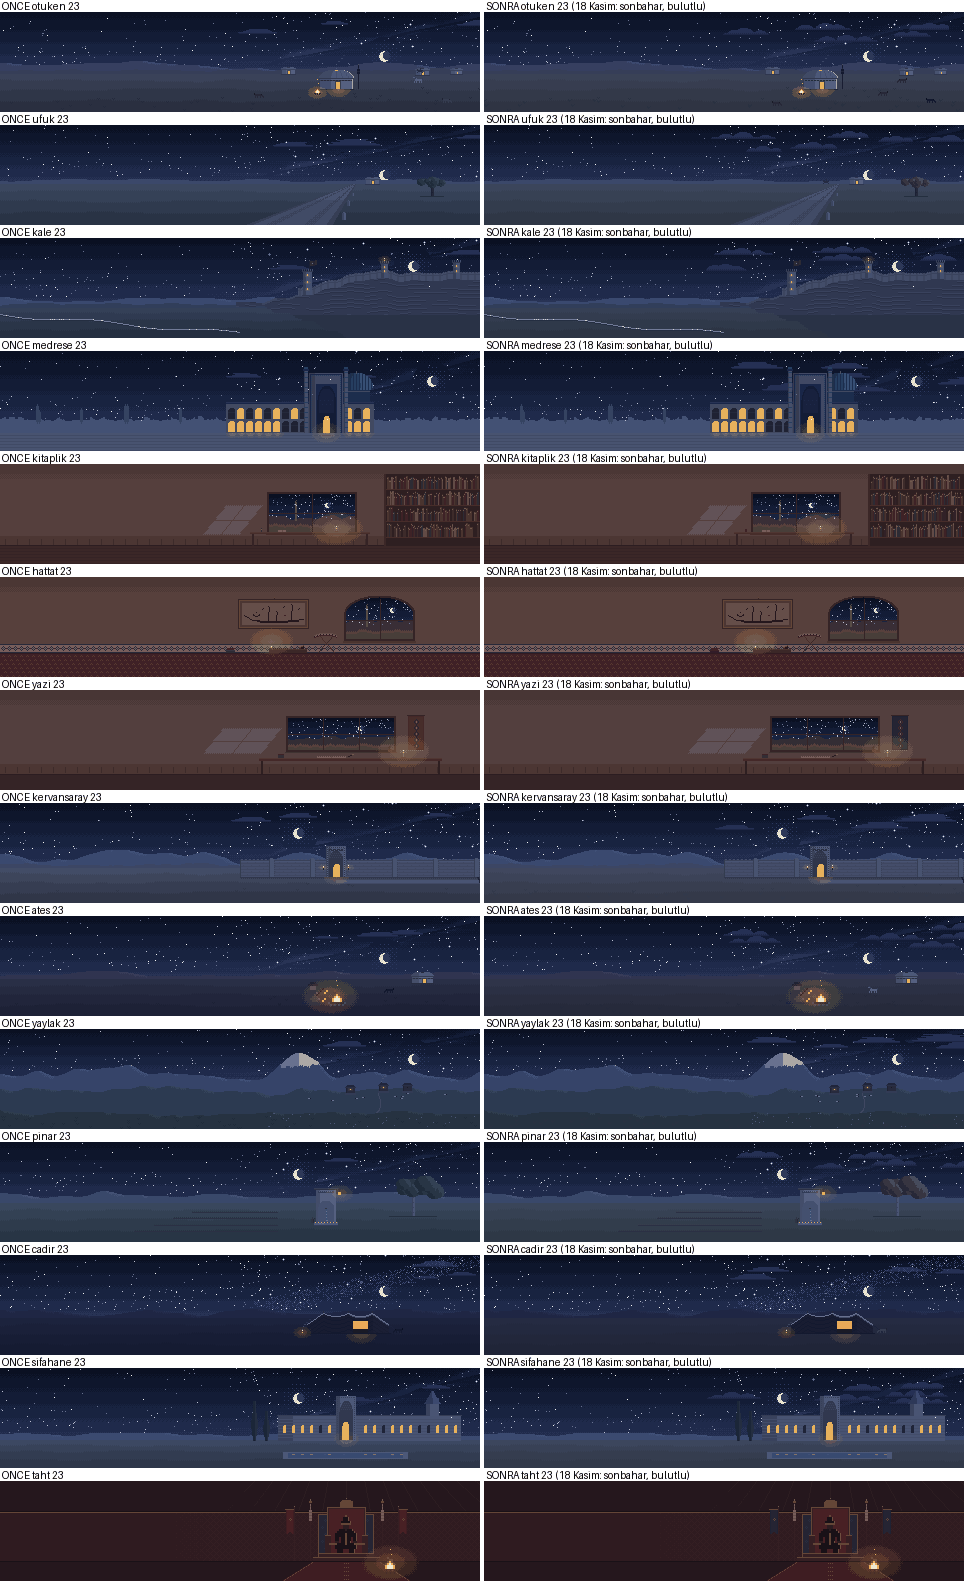 ONCE otuken 23
SONRA otuken 23 (18 Kasim: sonbahar, bulutlu)
ONCE ufuk 23
SONRA ufuk 23 (18 Kasim: sonbahar, bulutlu)
ONCE kale 23
SONRA kale 23 (18 Kasim: sonbahar, bulutlu)
ONCE medrese 23
SONRA medrese 23 (18 Kasim: sonbahar, bulutlu)
ONCE kitaplik 23
SONRA kitaplik 23 (18 Kasim: sonbahar, bulutlu)
ONCE hattat 23
SONRA hattat 23 (18 Kasim: sonbahar, bulutlu)
ONCE yazi 23
SONRA yazi 23 (18 Kasim: sonbahar, bulutlu)
ONCE kervansaray 23
SONRA kervansaray 23 (18 Kasim: sonbahar, bulutlu)
ONCE ates 23
SONRA ates 23 (18 Kasim: sonbahar, bulutlu)
ONCE yaylak 23
SONRA yaylak 23 (18 Kasim: sonbahar, bulutlu)
ONCE pinar 23
SONRA pinar 23 (18 Kasim: sonbahar, bulutlu)
ONCE cadir 23
SONRA cadir 23 (18 Kasim: sonbahar, bulutlu)
ONCE sifahane 23
SONRA sifahane 23 (18 Kasim: sonbahar, bulutlu)
ONCE taht 23
SONRA taht 23 (18 Kasim: sonbahar, bulutlu)